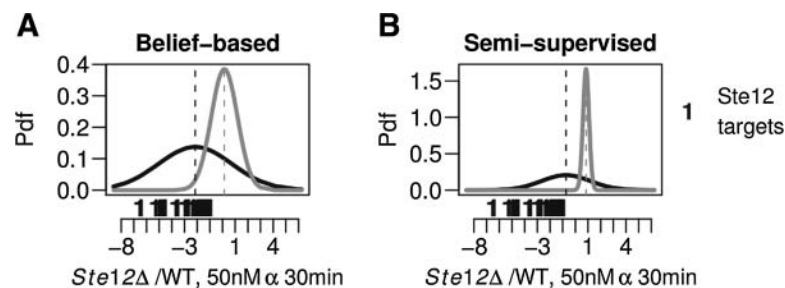 A
Belief-based
Pdf
0.4
0.3
0.2
0.1
0.0
1 1
-8 -3 1 4
Ste12Δ /WT, 50nM α 30min
B
Semi-supervised
Pdf
1.5
1.0
0.5
0.0
1 1
-8 -3 1 4
Ste12Δ /WT, 50nM α 30min
1 Ste12
targets